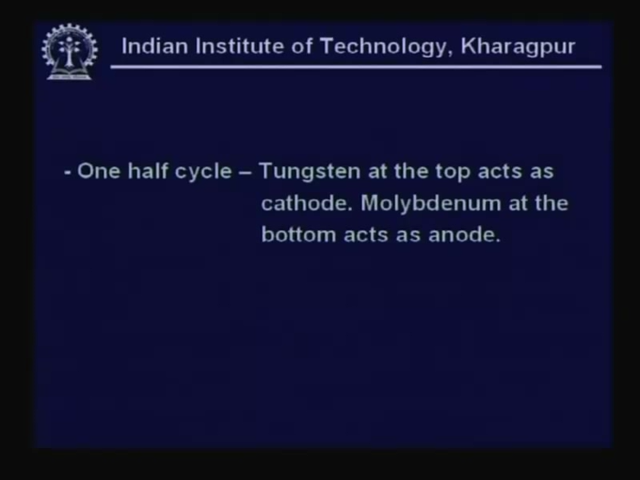 Indian Institute of Technology, Kharagpur
- One half cycle – Tungsten at the top acts as
cathode. Molybdenum at the
bottom acts as anode.